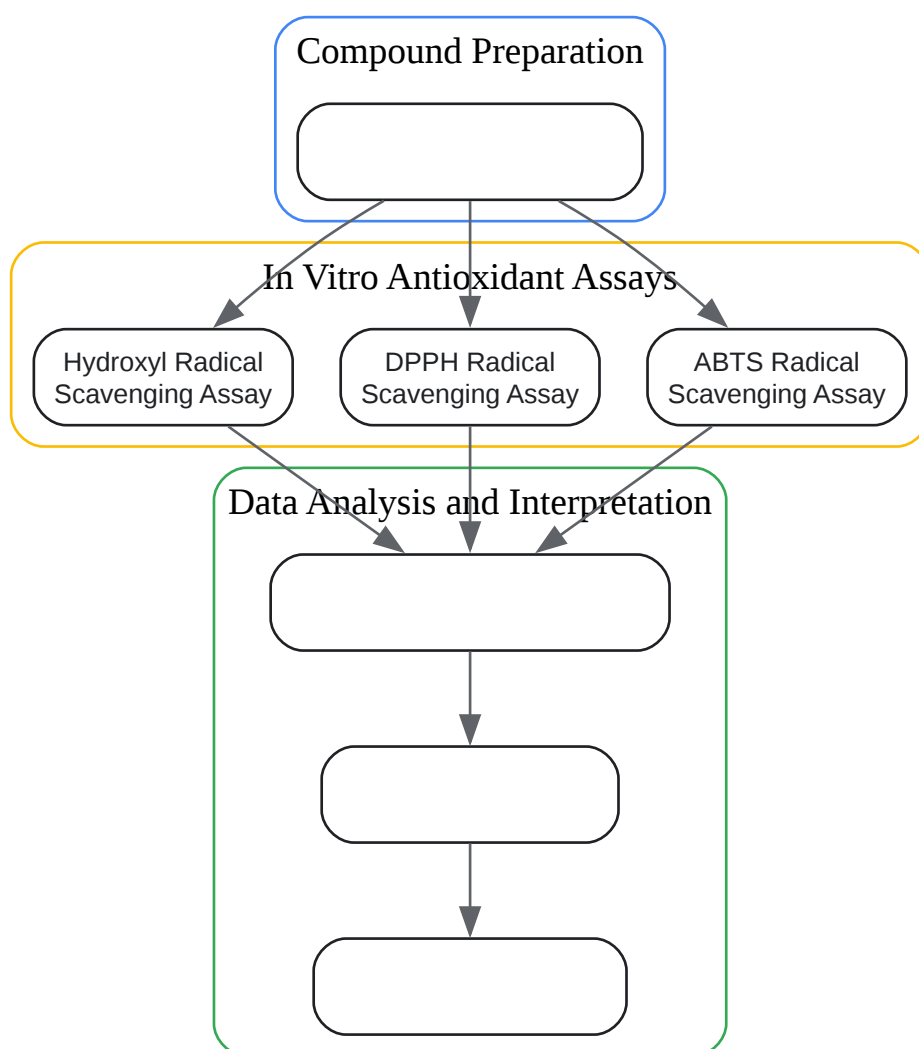 Compound Preparation
In Vitro Antioxidant Assays
Hydroxyl Radical
Scavenging Assay
DPPH Radical
Scavenging Assay
ABTS Radical
Scavenging Assay
Data Analysis and Interpretation